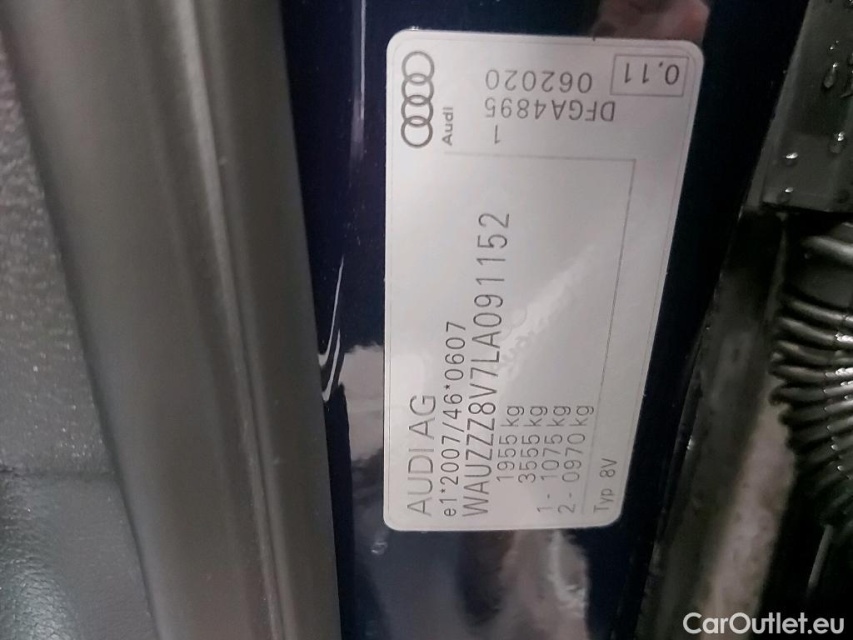 AUDI AG
e1*2007/46*0607
WAUZZZ8V7LA091152
1955 kg
3555 kg
1- 1075 kg
2- 0970 kg
Typ 8V
Audi
1
DFGA4895
062020
0.11
CarOutlet.eu